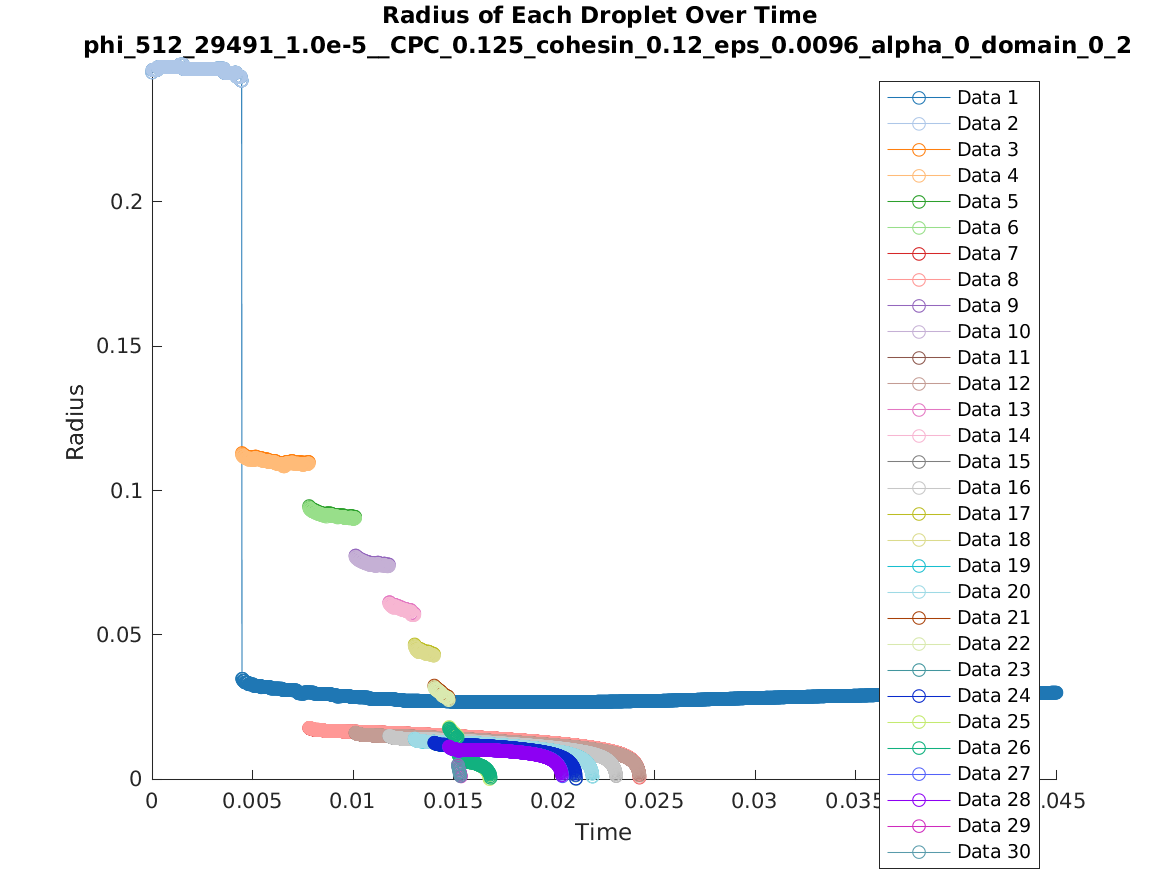 Radius of Each Droplet Over Time
phi_512_29491_1.0e-5__CPC_0.125_cohesin_0.12_eps_0.0096_alpha_0_domain_0_2
Radius
0.2
0.15
0.1
0.05
0
0
0.005
0.01
0.015
0.02
0.025
0.03
0.035
.045
Time
Data 1
Data 2
Data 3
Data 4
Data 5
Data 6
Data 7
Data 8
Data 9
Data 10
Data 11
Data 12
Data 13
Data 14
Data 15
Data 16
Data 17
Data 18
Data 19
Data 20
Data 21
Data 22
Data 23
Data 24
Data 25
Data 26
Data 27
Data 28
Data 29
Data 30